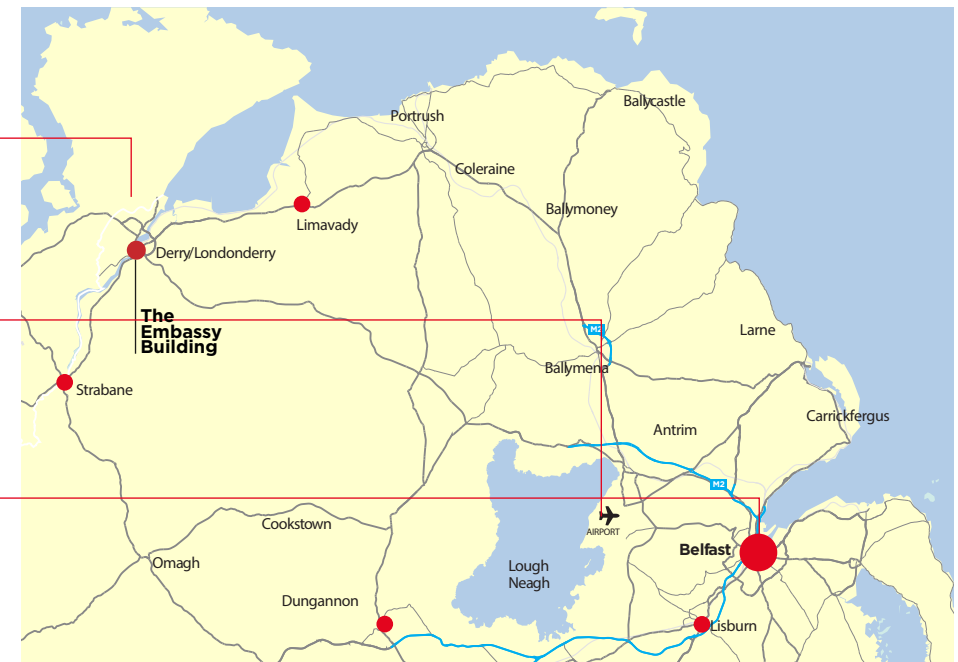 Ballycastle
Portrush
Coleraine
Ballymoney
Limavady
Derry/Londonderry
The
Embassy
Building
M2
Larne
Ballymena
Strabane
Carrickfergus
Antrim
M2
Cookstown
AIRPORT
Belfast
Omagh
Lough
Neagh
Dungannon
Lisburn